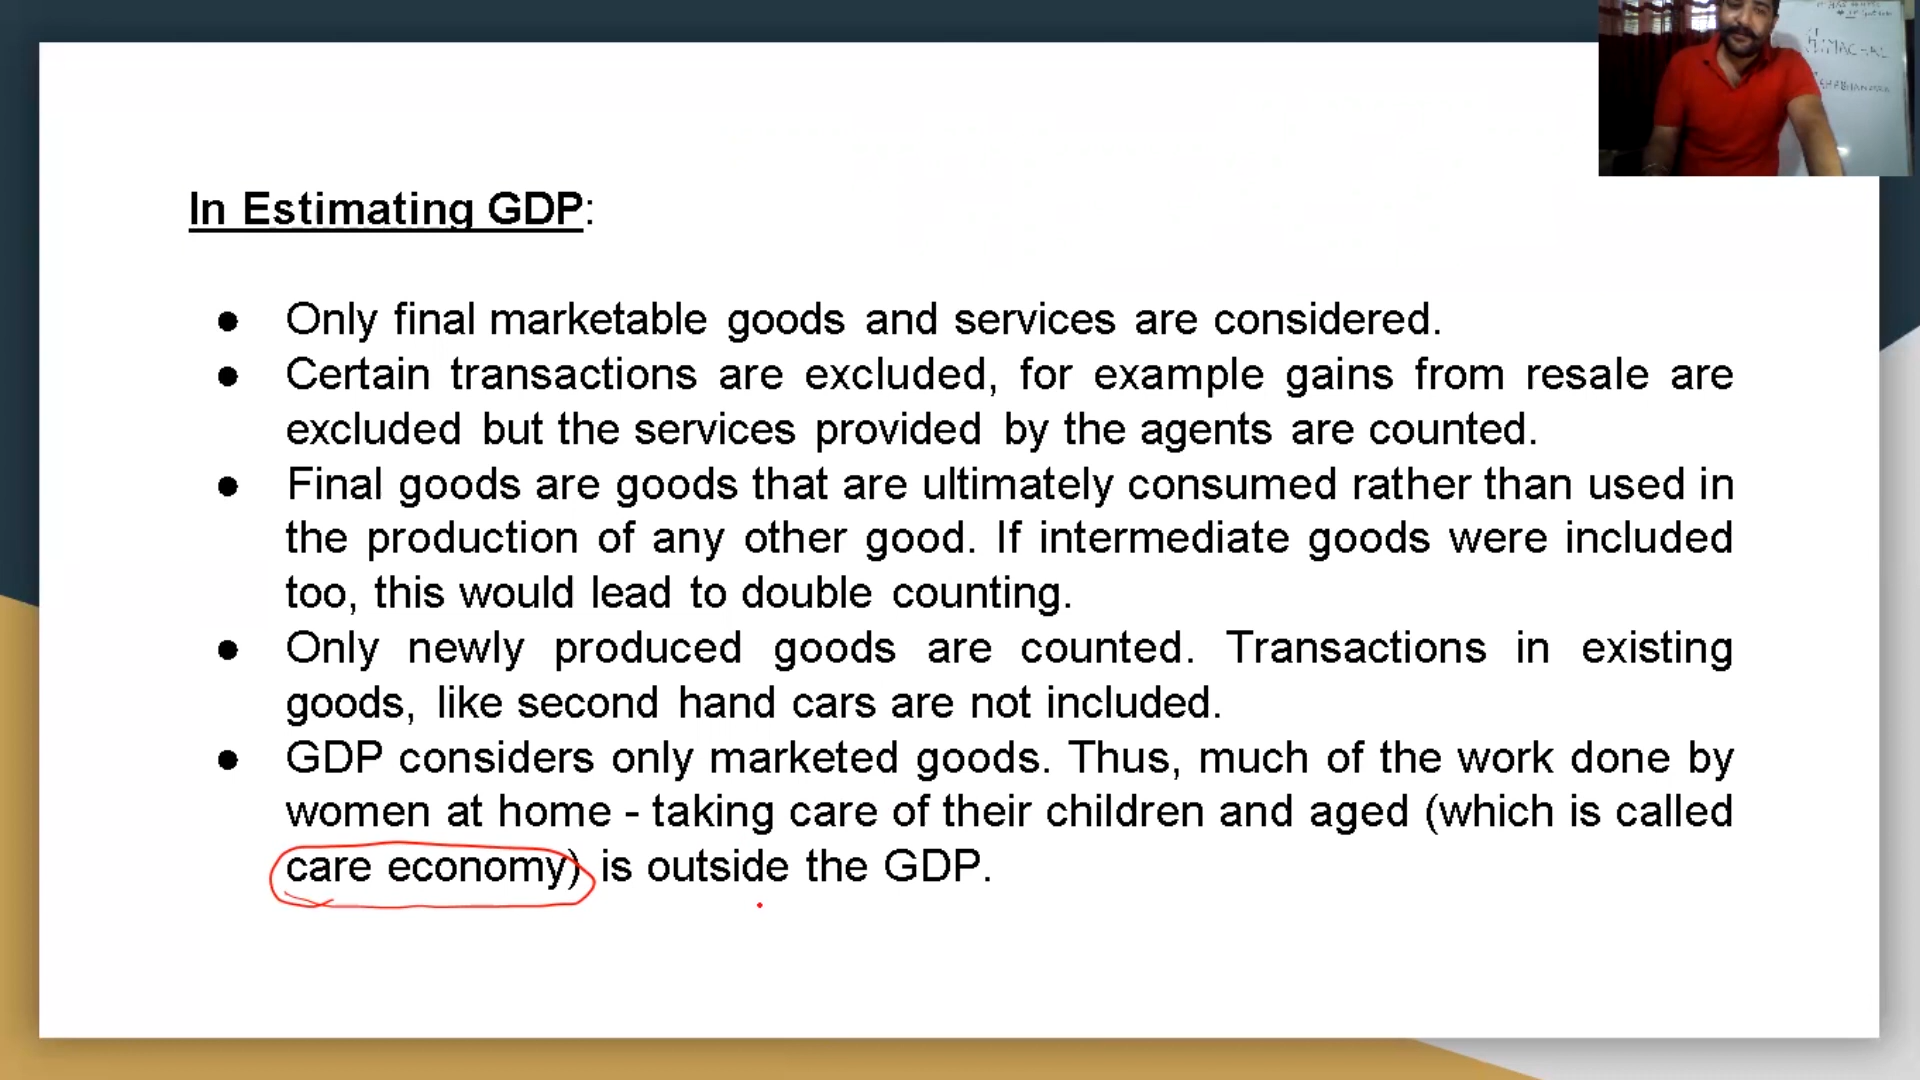 In Estimating GDP:
● Only final marketable goods and services are considered.
● Certain transactions are excluded, for example gains from resale are
excluded but the services provided by the agents are counted.
● Final goods are goods that are ultimately consumed rather than used in
the production of any other good. If intermediate goods were included
too, this would lead to double counting.
● Only newly produced goods are counted. Transactions in existing
goods, like second hand cars are not included.
● GDP considers only marketed goods. Thus, much of the work done by
women at home - taking care of their children and aged (which is called
care economy) is outside the GDP.